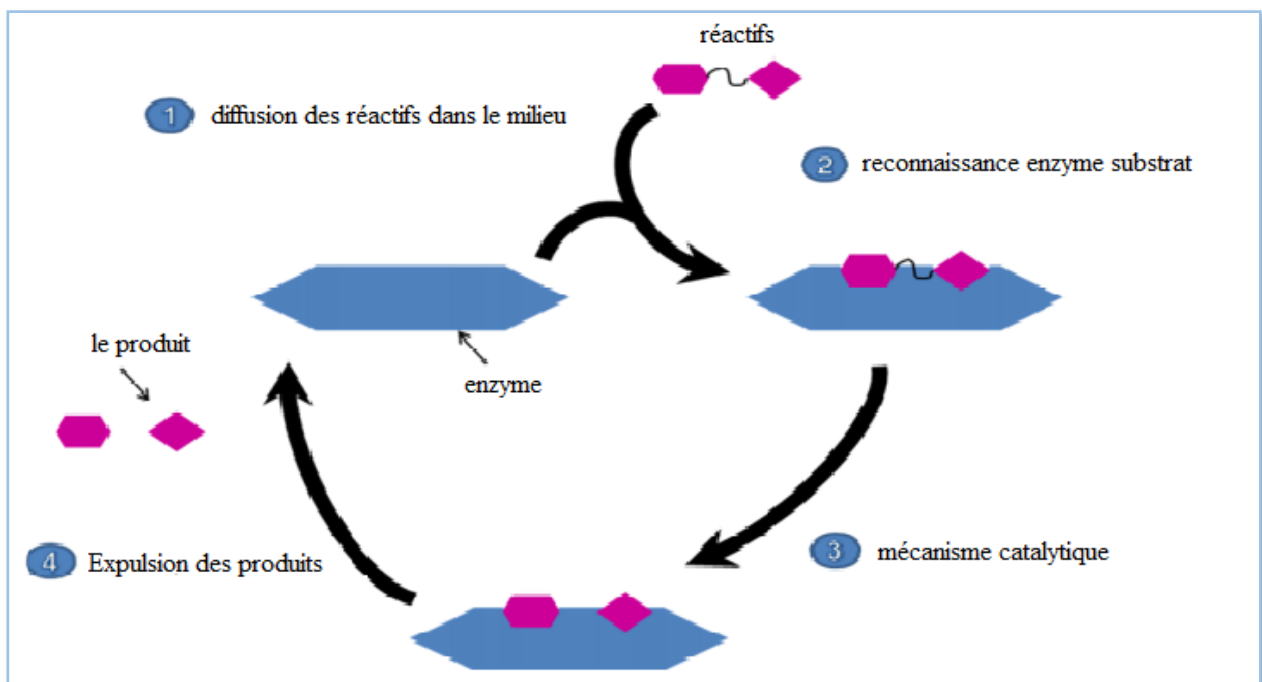 réactifs
1 diffusion des réactifs dans le milieu
2 reconnaissance enzyme substrat
le produit
enzyme
3 mécanisme catalytique
4 Expulsion des produits